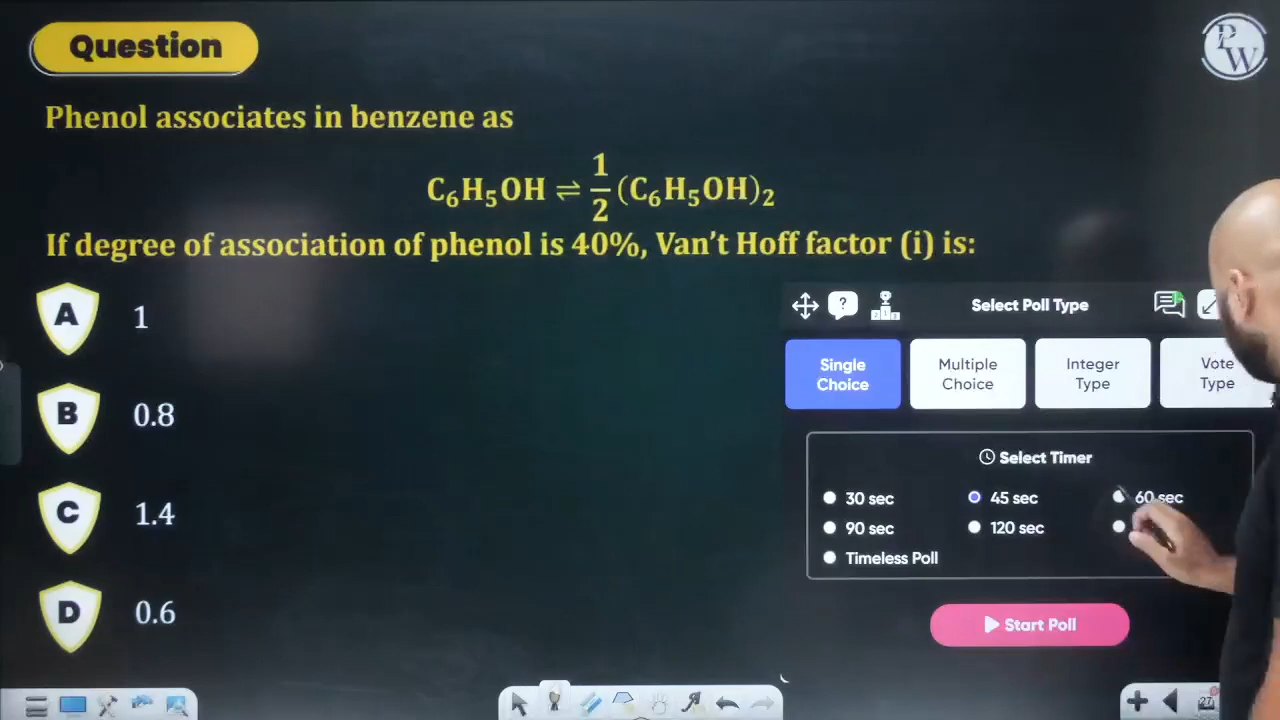 Question
PW
Phenol associates in benzene as
C₆H₅OH ⇌ 1/2 (C₆H₅OH)₂
If degree of association of phenol is 40%, Van't Hoff factor (i) is:
A 1
B 0.8
C 1.4
D 0.6
Select Poll Type
Single Choice
Multiple Choice
Integer Type
Vote Type
Select Timer
30 sec
45 sec
60 sec
90 sec
120 sec
Timeless Poll
Start Poll
27